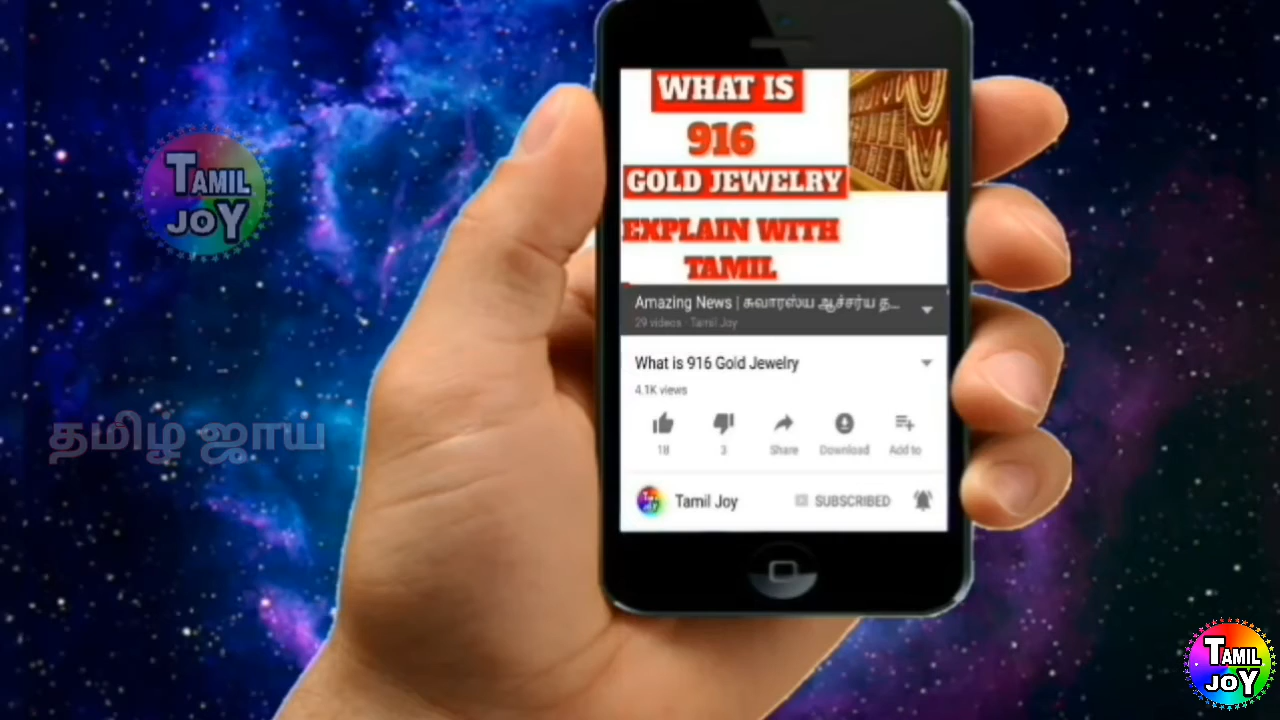 TAMIL
JOY
தமிழ் ஜாய்
WHAT IS
916
GOLD JEWELRY
EXPLAIN WITH
TAMIL
Amazing News | சுவாரஸ்ய ஆச்சர்ய த...
29 videos · Tamil Joy
What is 916 Gold Jewelry
4.1K views
18
3
Share
Download
Add to
Tamil Joy
SUBSCRIBED
TAMIL
JOY